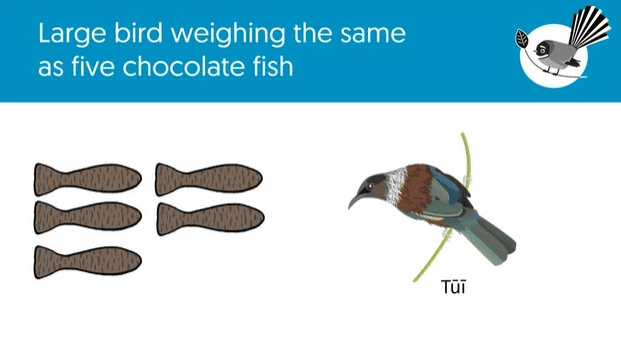 Large bird weighing the same
as five chocolate fish
Tūī